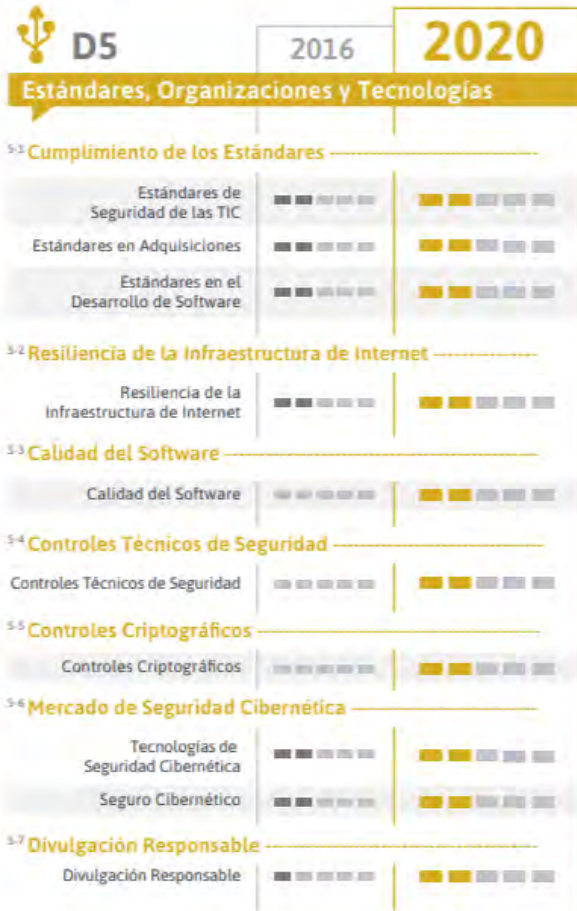 D5
2016
2020
Estándares, Organizaciones y Tecnologías
5-1 Cumplimiento de los Estándares
Estándares de
Seguridad de las TIC
Estándares en Adquisiciones
Estándares en el
Desarrollo de Software
5-2 Resiliencia de la Infraestructura de Internet
Resiliencia de la
Infraestructura de Internet
5-3 Calidad del Software
Calidad del Software
5-4 Controles Técnicos de Seguridad
Controles Técnicos de Seguridad
5-5 Controles Criptográficos
Controles Criptográficos
5-6 Mercado de Seguridad Cibernética
Tecnologías de
Seguridad Cibernética
Seguro Cibernético
5-7 Divulgación Responsable
Divulgación Responsable